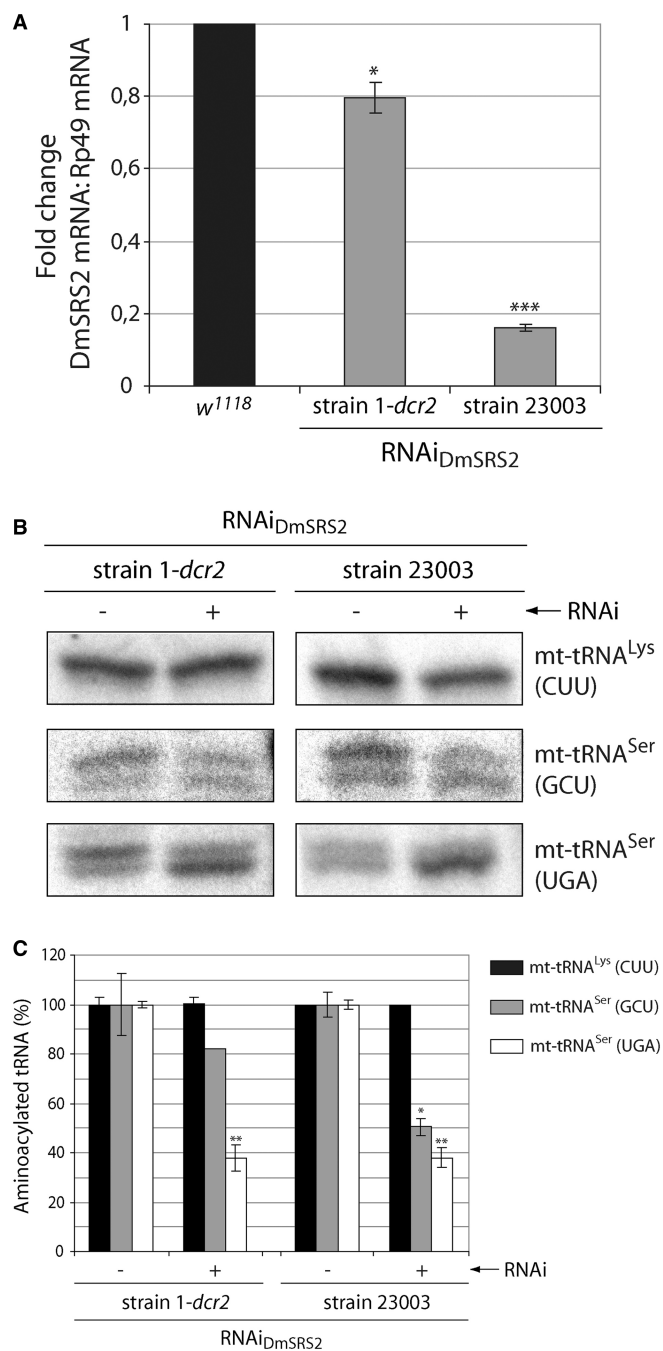 A
Fold change
DmSRS2 mRNA:Rp49 mRNA
1
0,8
0,6
0,4
0,2
0
*
***
w1118
strain 1-dcr2
strain 23003
RNAiDmSRS2
B
RNAiDmSRS2
strain 1-dcr2
strain 23003
- + - + RNAi
mt-tRNALys
(CUU)
mt-tRNASer
(GCU)
mt-tRNASer
(UGA)
C
Aminoacylated tRNA (%)
120
100
80
60
40
20
0
**
*
**
mt-tRNALys (CUU)
mt-tRNASer (GCU)
mt-tRNASer (UGA)
- + - + RNAi
strain 1-dcr2
strain 23003
RNAiDmSRS2